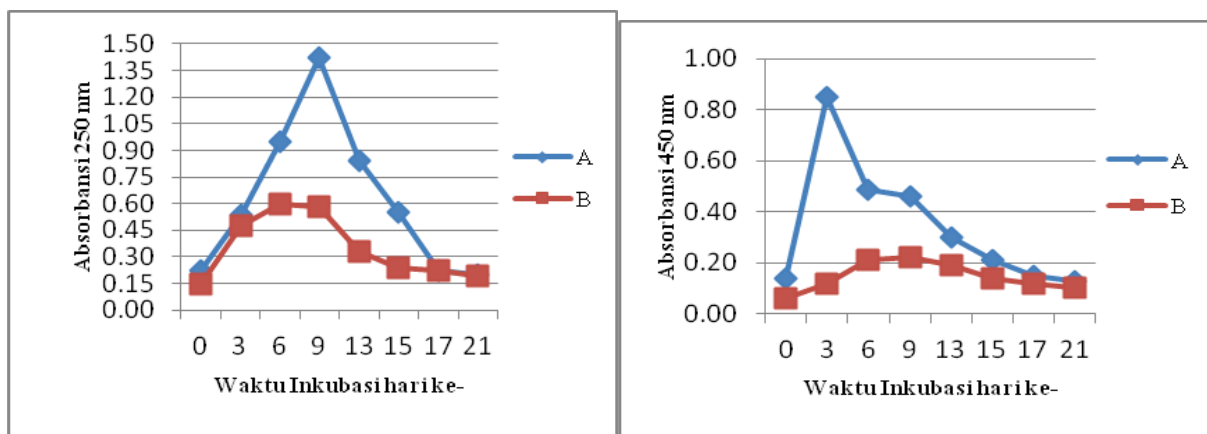 1.50
1.35
1.20
1.05
0.90
0.75
0.60
0.45
0.30
0.15
0.00
Absorbansi 250 nm
0 3 6 9 13 15 17 21
Waktu Inkubasi hari ke-
A
B
1.00
0.80
0.60
0.40
0.20
0.00
Absorbansi 450 nm
0 3 6 9 13 15 17 21
Waktu Inkubasi hari ke-
A
B